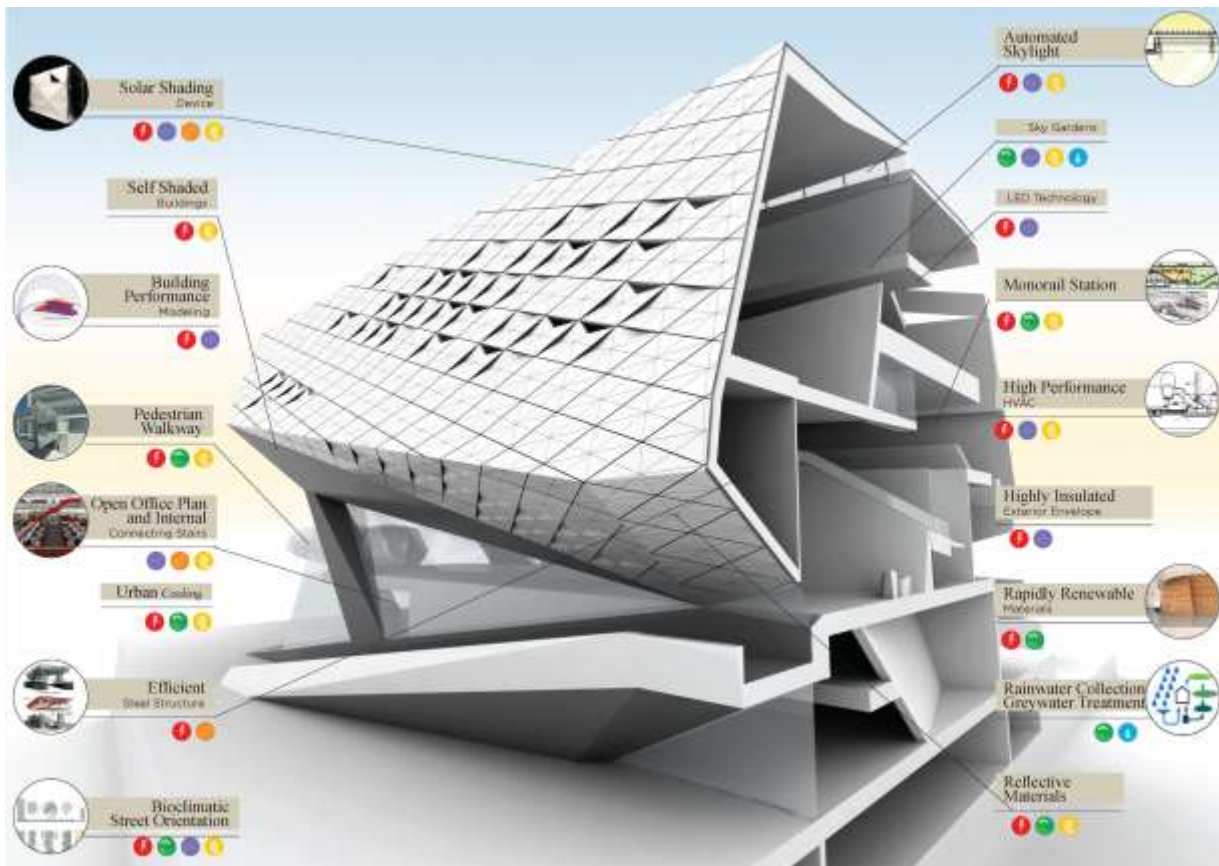 Solar Shading
Device
Self Shaded
Buildings
Building
Performance
Modeling
Pedestrian
Walkway
Open Office Plan
and Internal
Connecting Stairs
Urban Cooling
Efficient
Steel Structure
Bioclimatic
Street Orientation
Automated
Skylight
Sky Gardens
LED Technology
Monorail Station
High Performance
HVAC
Highly Insulated
Exterior Envelope
Rapidly Renewable
Materials
Rainwater Collection
Greywater Treatment
Reflective
Materials